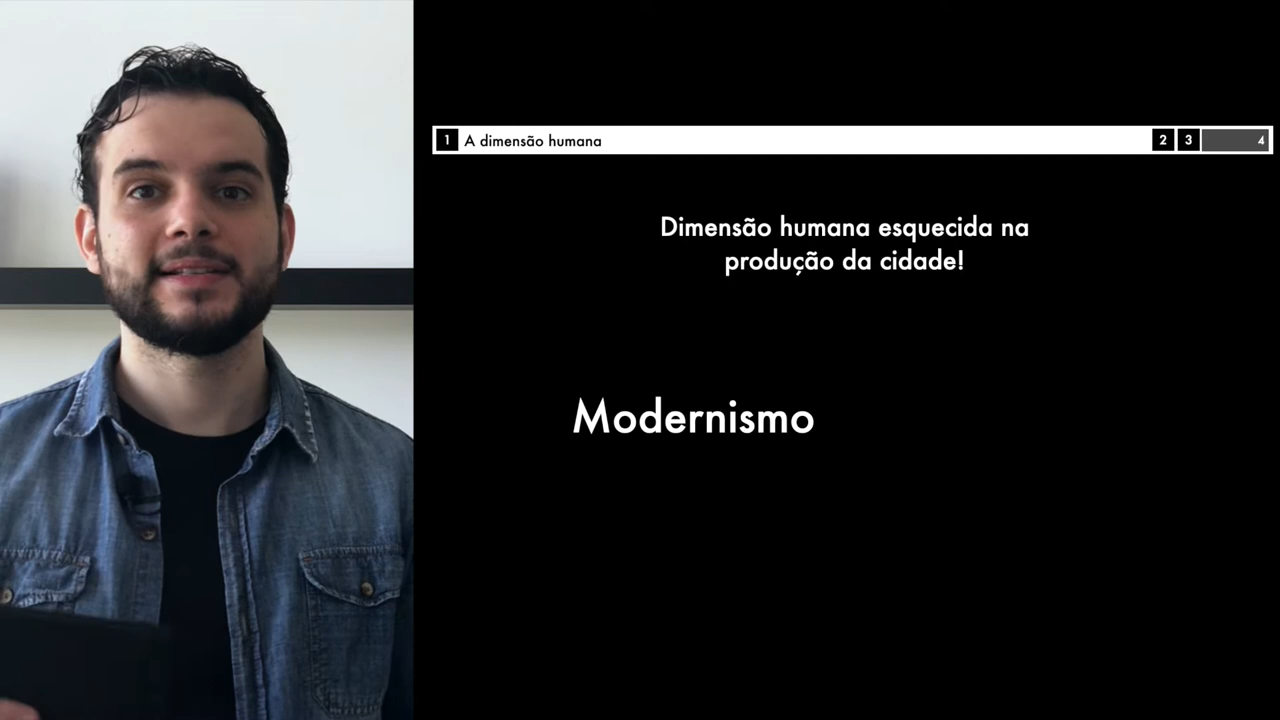 1 A dimensão humana 2 3 4
Dimensão humana esquecida na
produção da cidade!
Modernismo